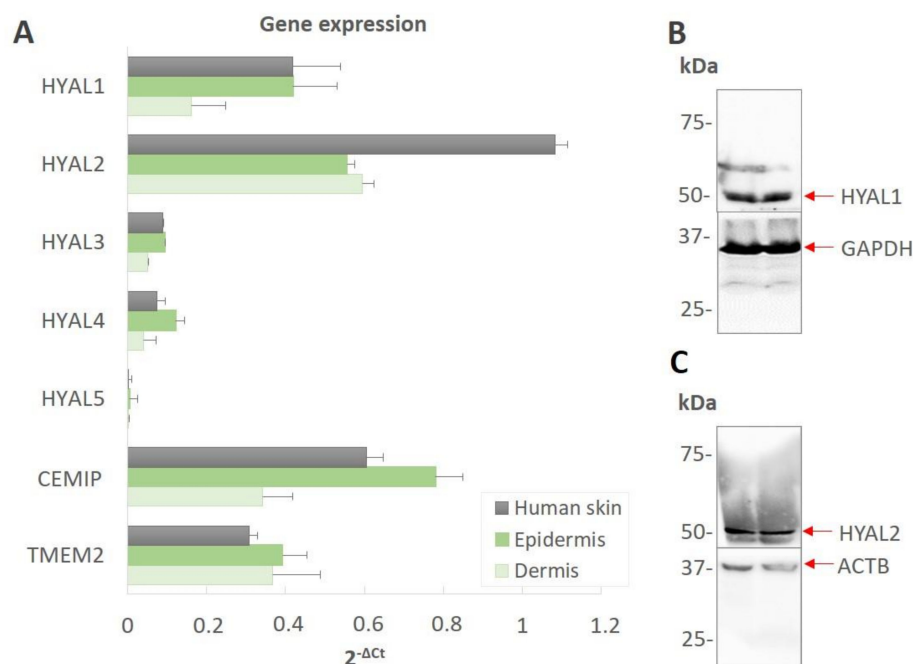 A
Gene expression
HYAL1
HYAL2
HYAL3
HYAL4
HYAL5
CEMIP
TMEM2
Human skin
Epidermis
Dermis
0 0.2 0.4 0.6 0.8 1 1.2
2-ΔCt
B
kDa
75-
50-
HYAL1
37-
GAPDH
25-
C
kDa
75-
50-
HYAL2
37-
ACTB
25-